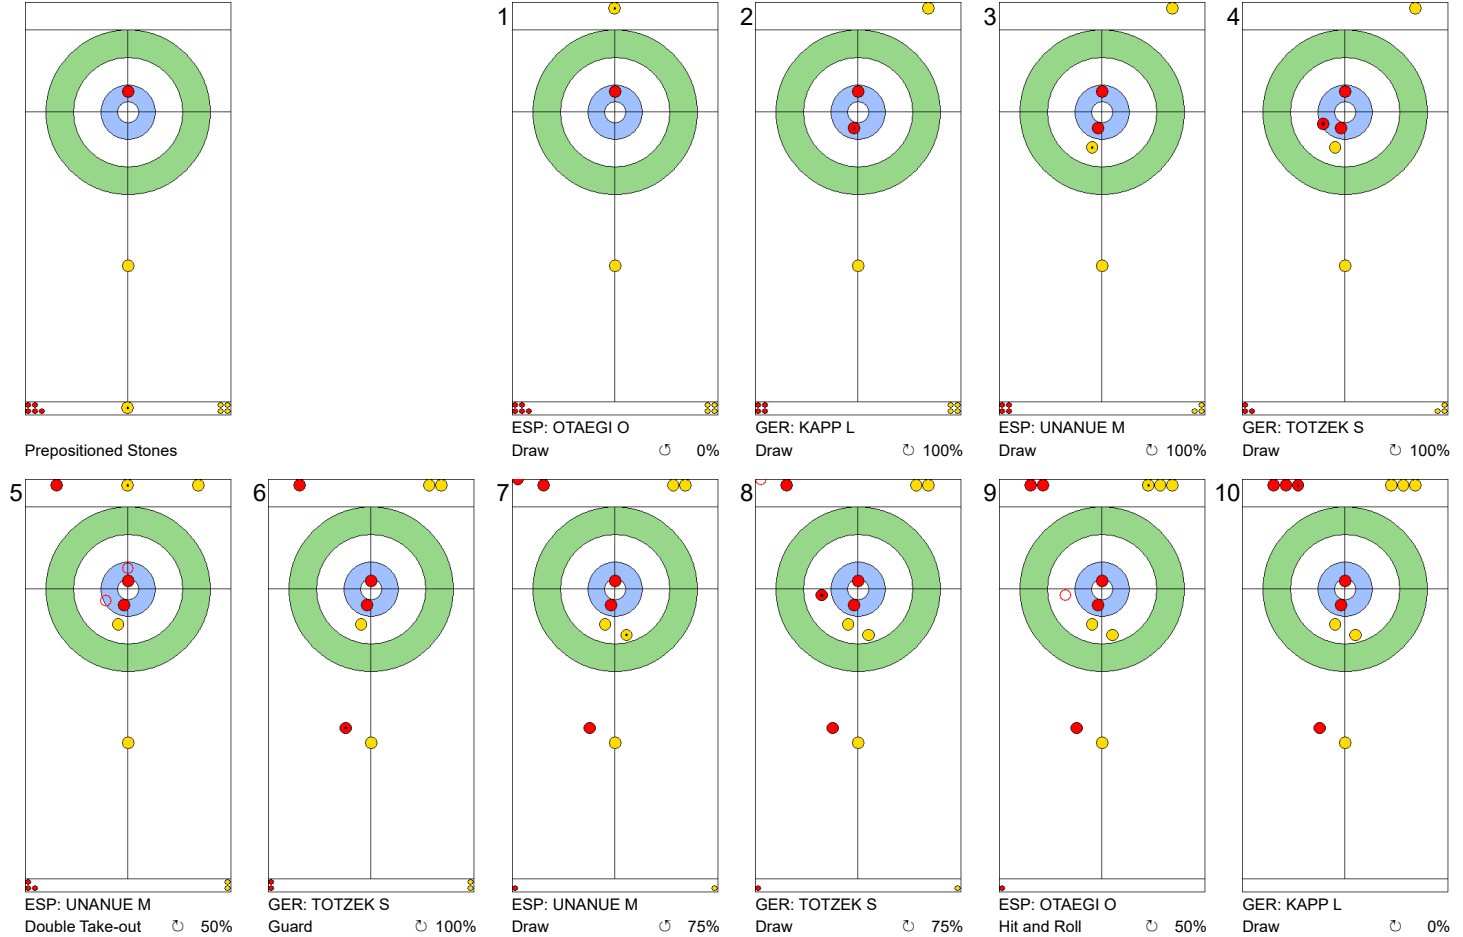 1
2
3
4
Prepositioned Stones
ESP: OTAEGI O
Draw 0%
GER: KAPP L
Draw 100%
ESP: UNANUE M
Draw 100%
GER: TOTZEK S
Draw 100%
5
6
7
8
9
10
ESP: UNANUE M
Double Take-out 50%
GER: TOTZEK S
Guard 100%
ESP: UNANUE M
Draw 75%
GER: TOTZEK S
Draw 75%
ESP: OTAEGI O
Hit and Roll 50%
GER: KAPP L
Draw 0%